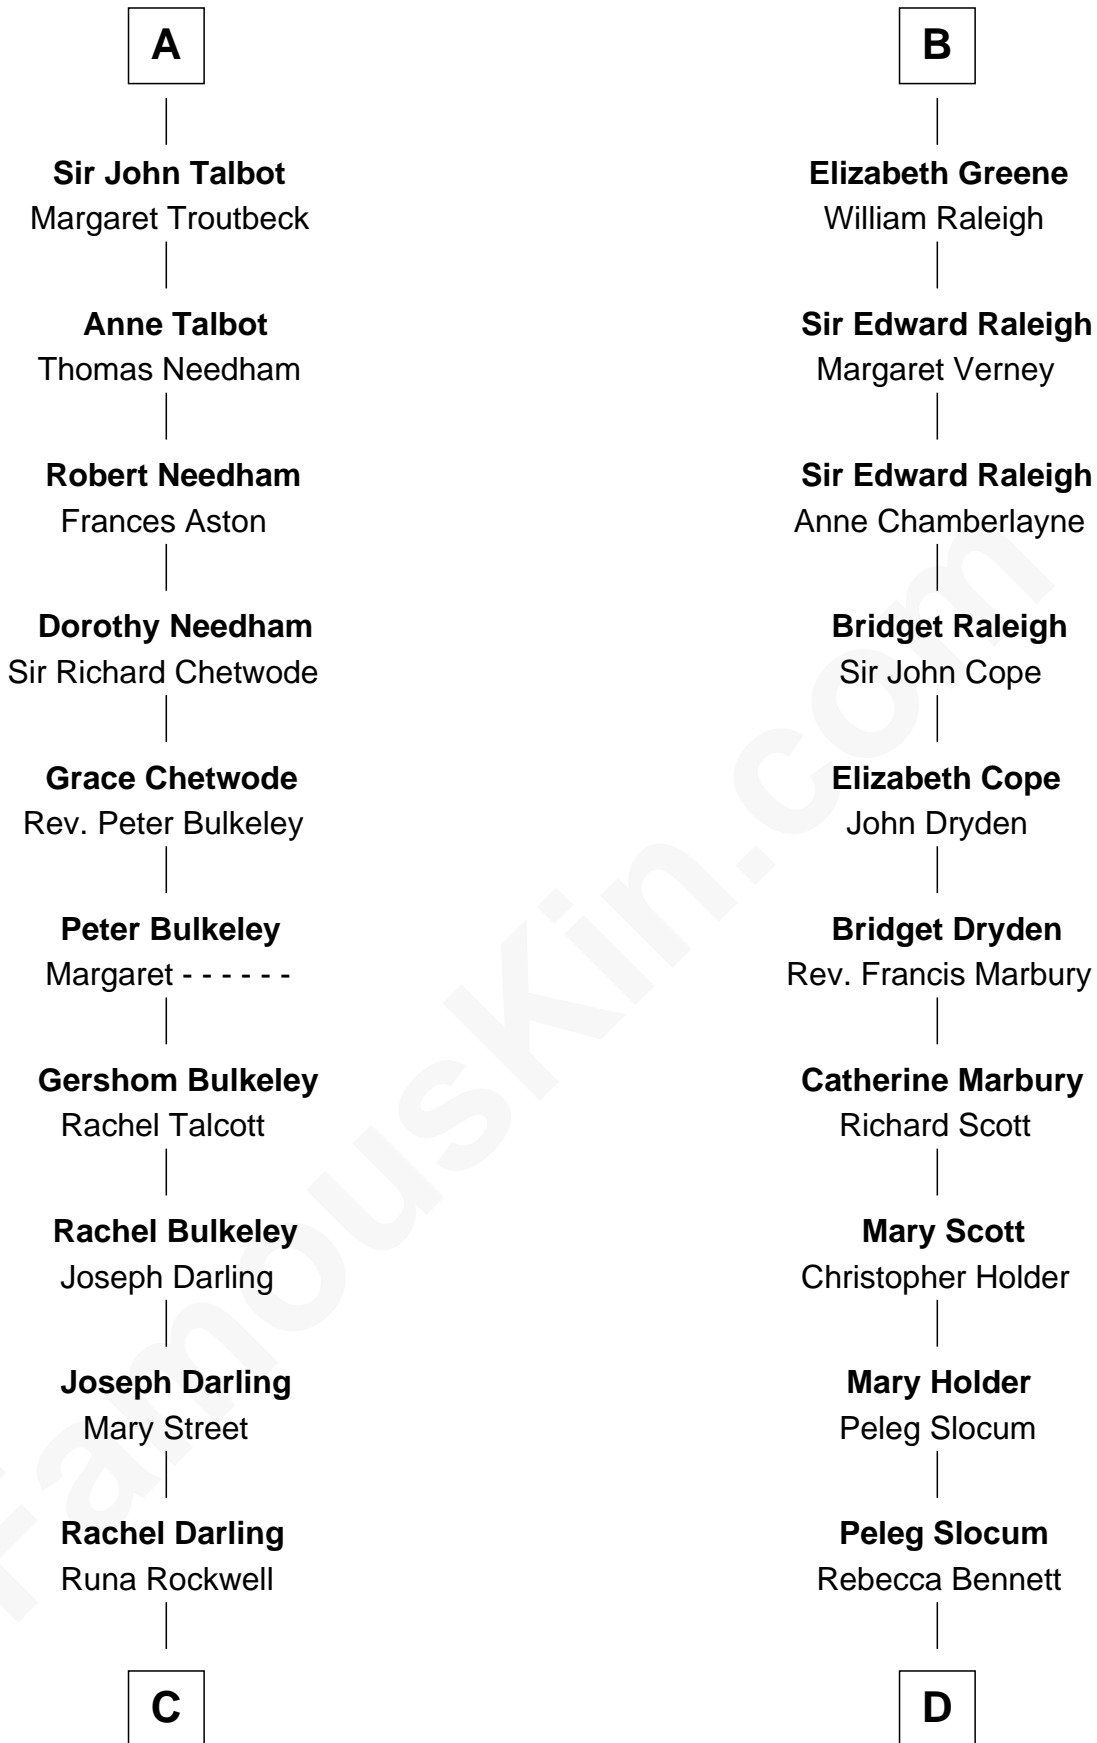 A
Sir John Talbot
Margaret Troutbeck
Anne Talbot
Thomas Needham
Robert Needham
Frances Aston
Dorothy Needham
Sir Richard Chetwode
Grace Chetwode
Rev. Peter Bulkeley
Peter Bulkeley
Margaret - - - - - -
Gershom Bulkeley
Rachel Talcott
Rachel Bulkeley
Joseph Darling
Joseph Darling
Mary Street
Rachel Darling
Runa Rockwell
C
B
Elizabeth Greene
William Raleigh
Sir Edward Raleigh
Margaret Verney
Sir Edward Raleigh
Anne Chamberlayne
Bridget Raleigh
Sir John Cope
Elizabeth Cope
John Dryden
Bridget Dryden
Rev. Francis Marbury
Catherine Marbury
Richard Scott
Mary Scott
Christopher Holder
Mary Holder
Peleg Slocum
Peleg Slocum
Rebecca Bennett
D
FamousKin.com